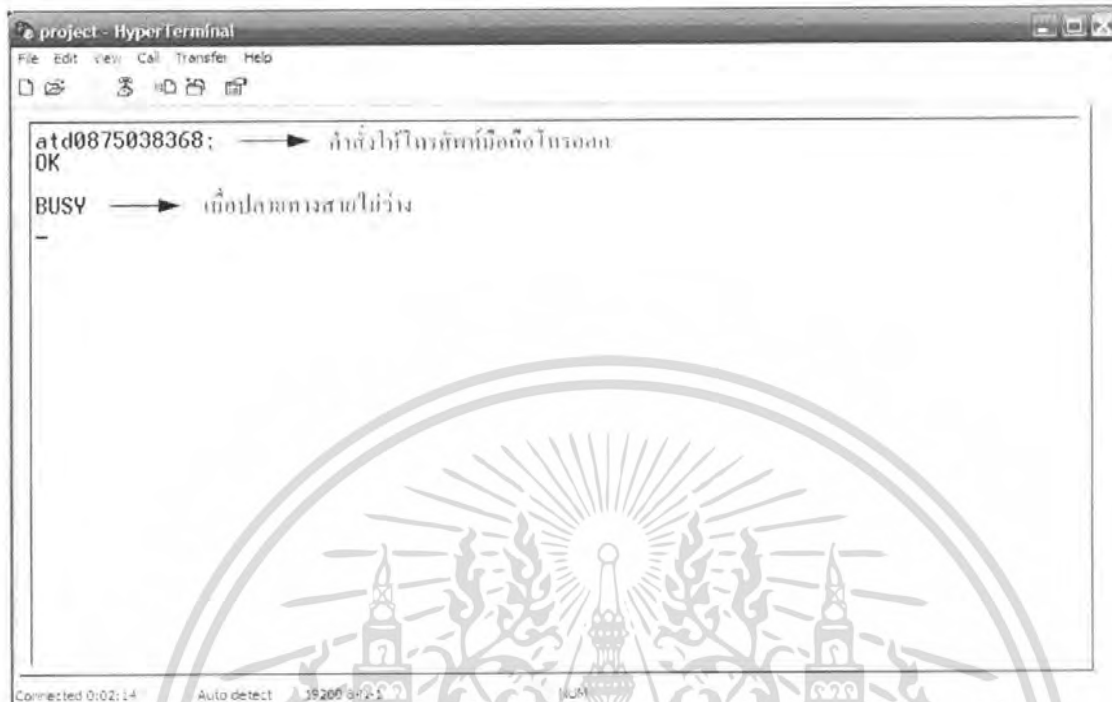 project - HyperTerminal
File Edit View Call Transfer Help
atd0875038368; คำสั่งให้โทรศัพท์มือถือโทรออก
OK
BUSY เมื่อปลายทางสายไม่ว่าง
Connected 0:02:14 Auto detect 19200 8-N-1 NUM